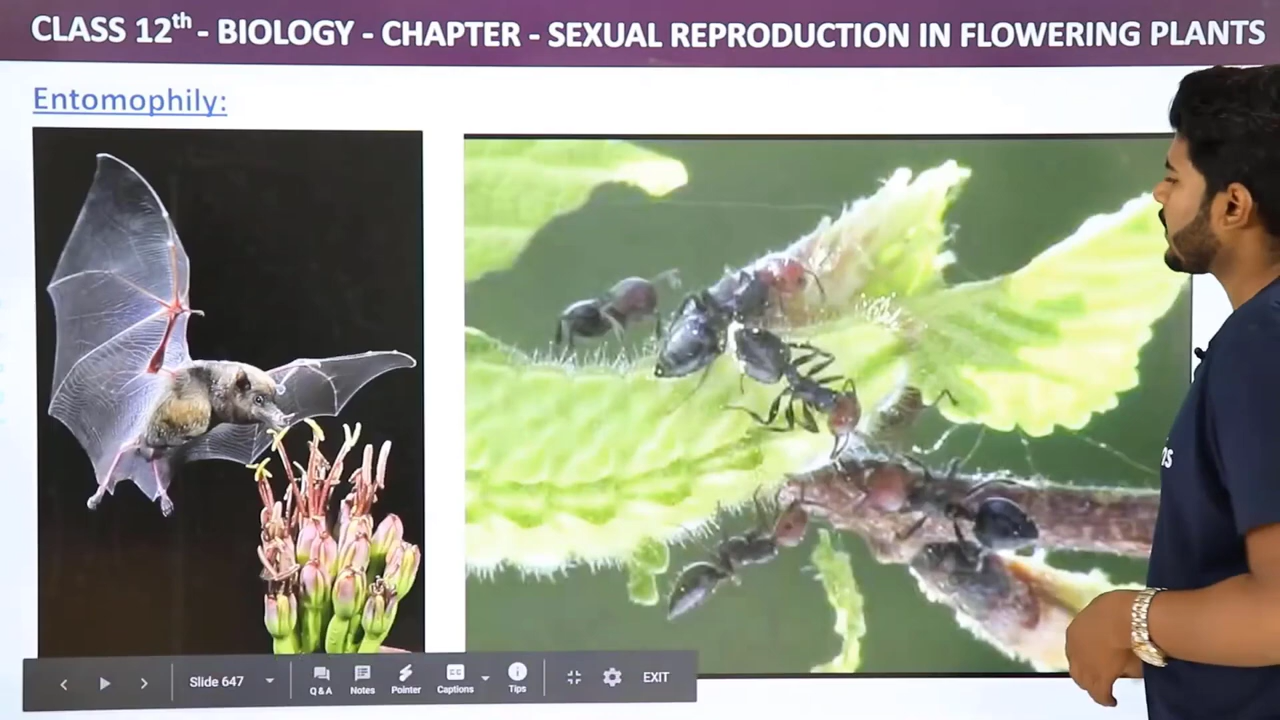 CLASS 12th - BIOLOGY - CHAPTER - SEXUAL REPRODUCTION IN FLOWERING PLANTS
Entomophily:
Slide 647
Q & A
Notes
Pointer
Captions
Tips
EXIT